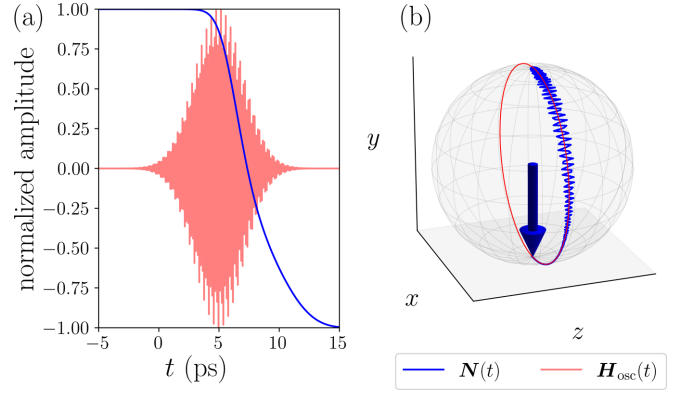 (a)
normalized amplitude
1.00
0.75
0.50
0.25
0.00
−0.25
−0.50
−0.75
−1.00
−5
0
5
10
15
t (ps)
(b)
y
x
z
N(t)
H_osc(t)